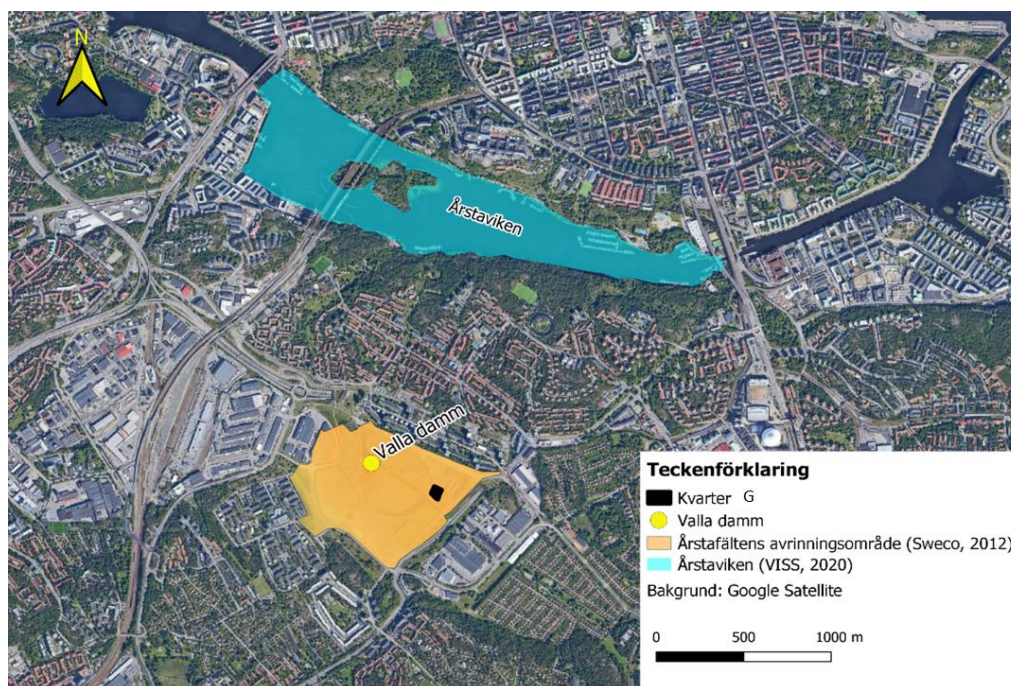 N
Årstaviken
Valla damm
Teckenförklaring
Kvarter G
Valla damm
Årstafältens avrinningsområde (Sweco, 2012)
Årstaviken (VISS, 2020)
Bakgrund: Google Satellite
0 500 1000 m